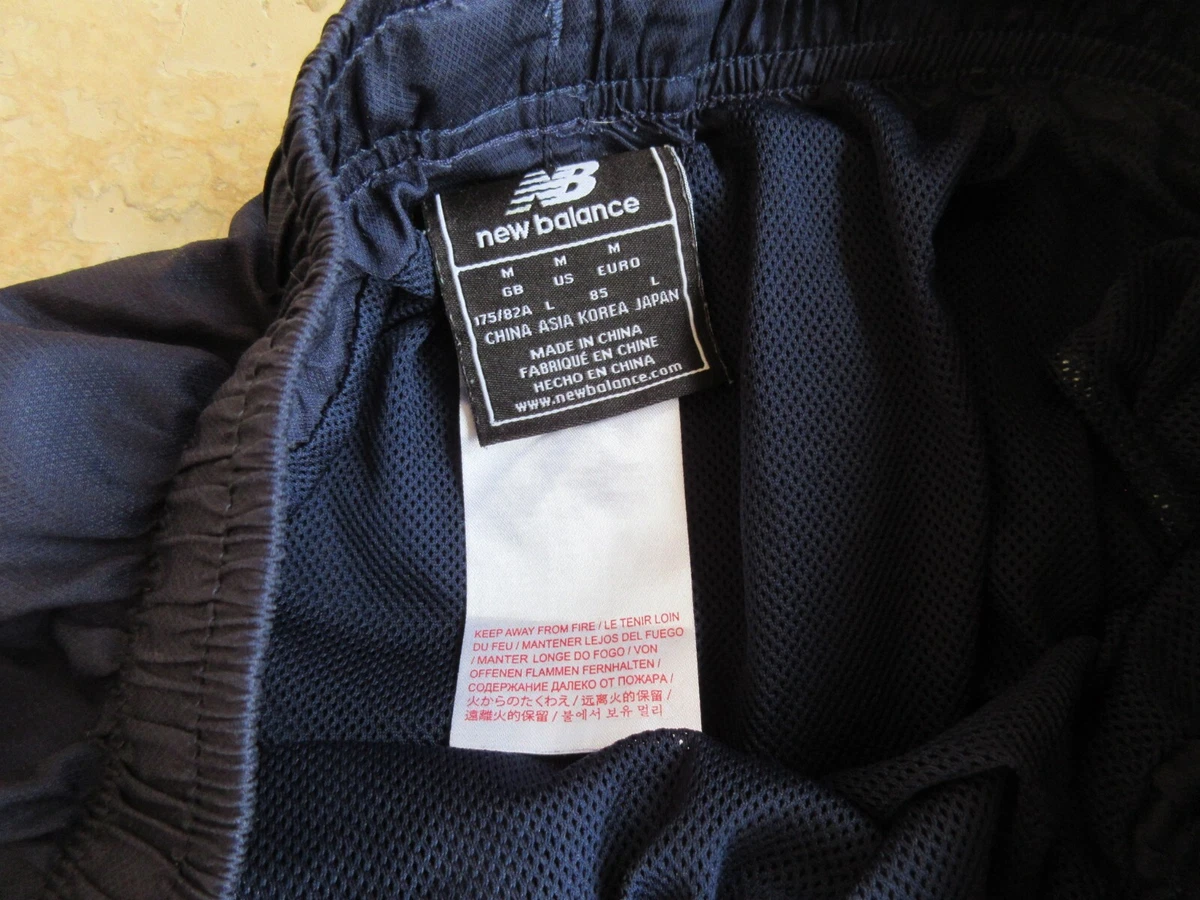 NB
new balance
M M M
GB US EURO
175/82A L 85 L
CHINA ASIA KOREA JAPAN
MADE IN CHINA
FABRIQUÉ EN CHINE
HECHO EN CHINA
www.newbalance.com
KEEP AWAY FROM FIRE / LE TENIR LOIN
DU FEU / MANTENER LEJOS DEL FUEGO
/ MANTER LONGE DO FOGO / VON
OFFENEN FLAMMEN FERNHALTEN /
СОДЕРЖАНИЕ ДАЛЕКО ОТ ПОЖАРА /
火からのたくわえ / 远离火的保留 /
遠離火的保留 / 불에서 보유 멀리